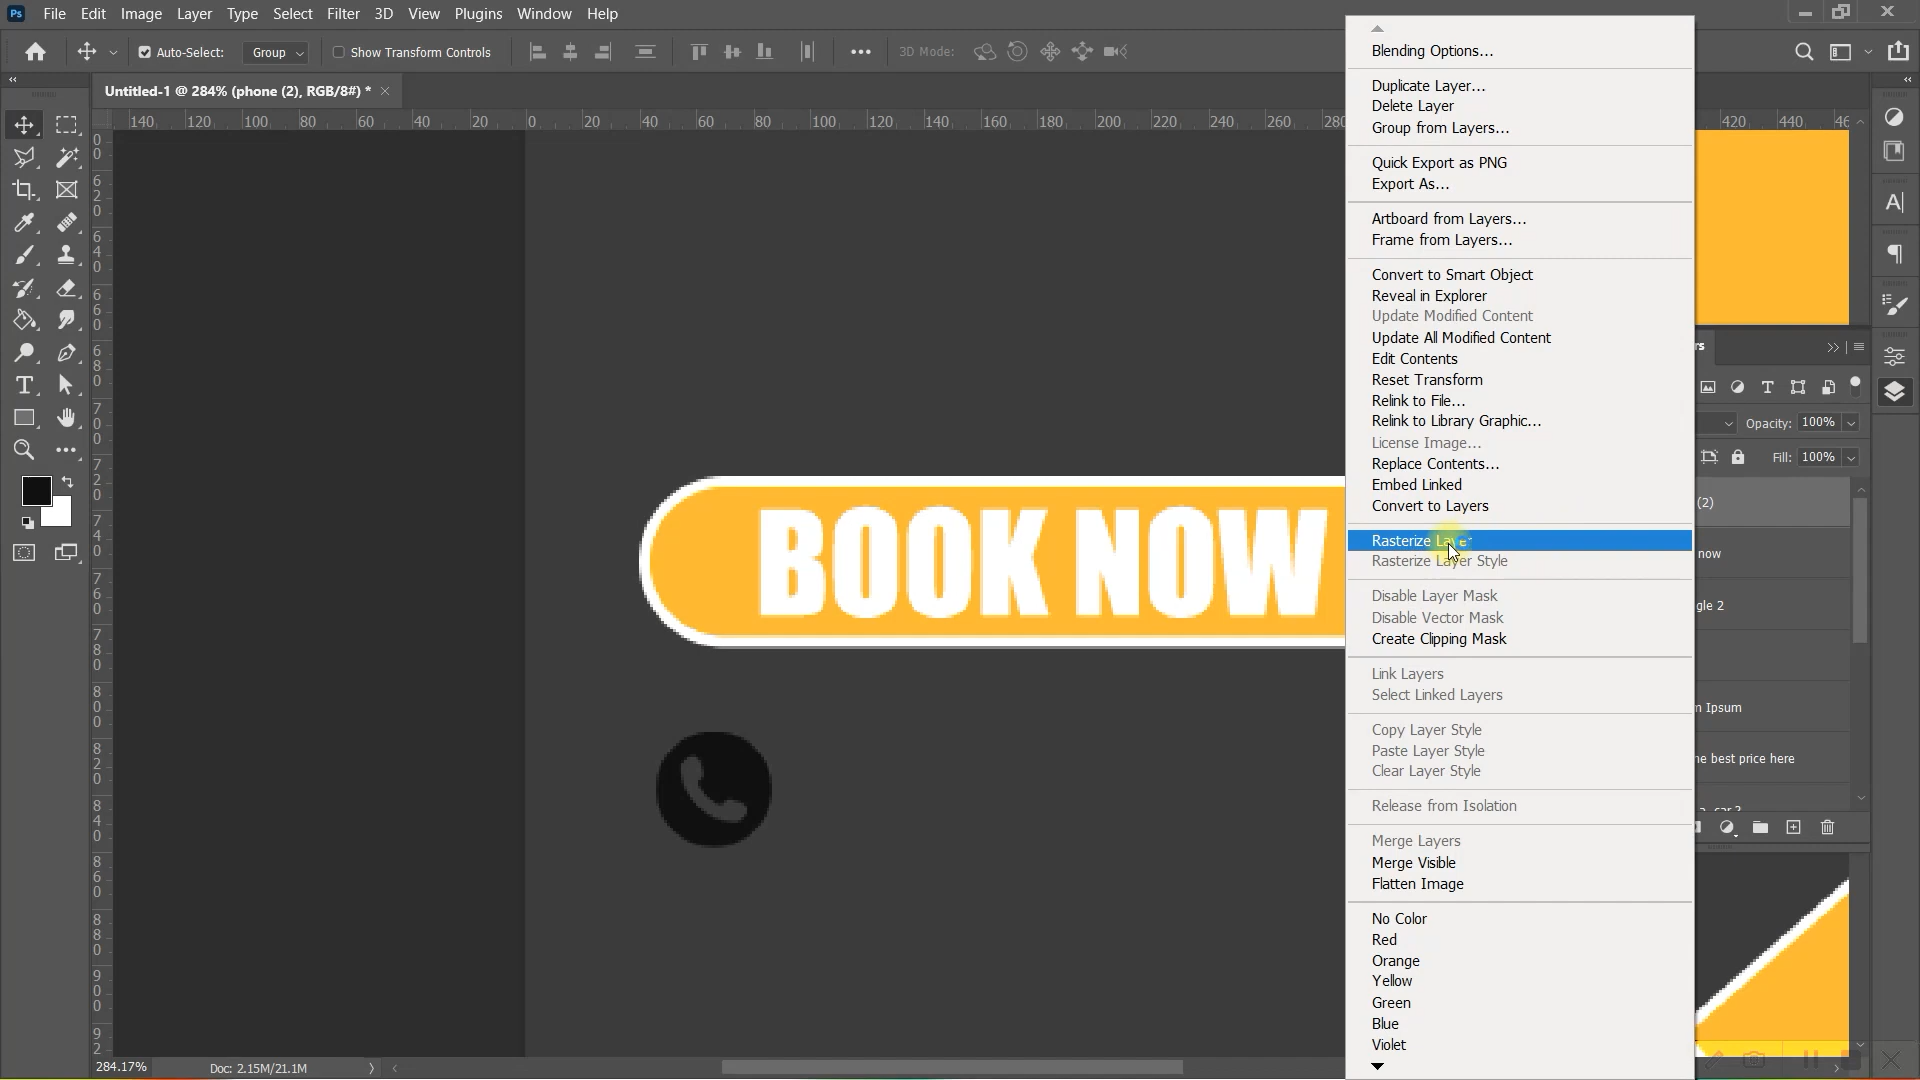 Ps File Edit Image Layer Type Select Filter 3D View Plugins Window Help
Auto-Select: Group Show Transform Controls 3D Mode:
Untitled-1 @ 284% (phone (2), RGB/8#) *
140 120 100 80 60 40 20 0 20 40 60 80 100 120 140 160 180 200 220 240 260 280 420 440 46
Blending Options...
Duplicate Layer...
Delete Layer
Group from Layers...
Quick Export as PNG
Export As...
Artboard from Layers...
Frame from Layers...
Convert to Smart Object
Reveal in Explorer
Update Modified Content
Update All Modified Content
Edit Contents
Reset Transform
Relink to File...
Relink to Library Graphic...
License Image...
Replace Contents...
Embed Linked
Convert to Layers
Rasterize Layer
Rasterize Layer Style
Disable Layer Mask
Disable Vector Mask
Create Clipping Mask
Link Layers
Select Linked Layers
Copy Layer Style
Paste Layer Style
Clear Layer Style
Release from Isolation
Merge Layers
Merge Visible
Flatten Image
No Color
Red
Orange
Yellow
Green
Blue
Violet
BOOK NOW
rs
Opacity: 100%
Fill: 100%
(2)
now
gle 2
n Ipsum
he best price here
284.17% Doc: 2.15M/21.1M